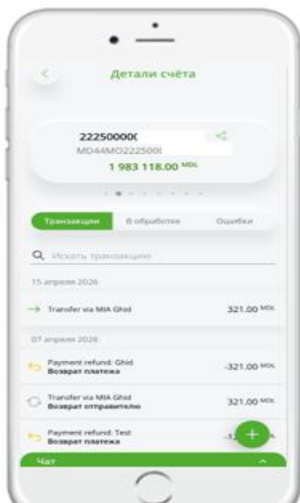 Детали счёта
22250000(
MD44MO222500(
1 983 118.00 MDL
Транзакции В обработке Ошибки
Искать транзакцию
15 апреля 2026
Transfer via MIA Ghid 321.00 MDL
07 апреля 2026
Payment refund: Ghid
Возврат платежа -321.00 MDL
Transfer via MIA Ghid
Возврат отправителю 321.00 MDL
Payment refund: Test
Возврат платежа
+
Чат